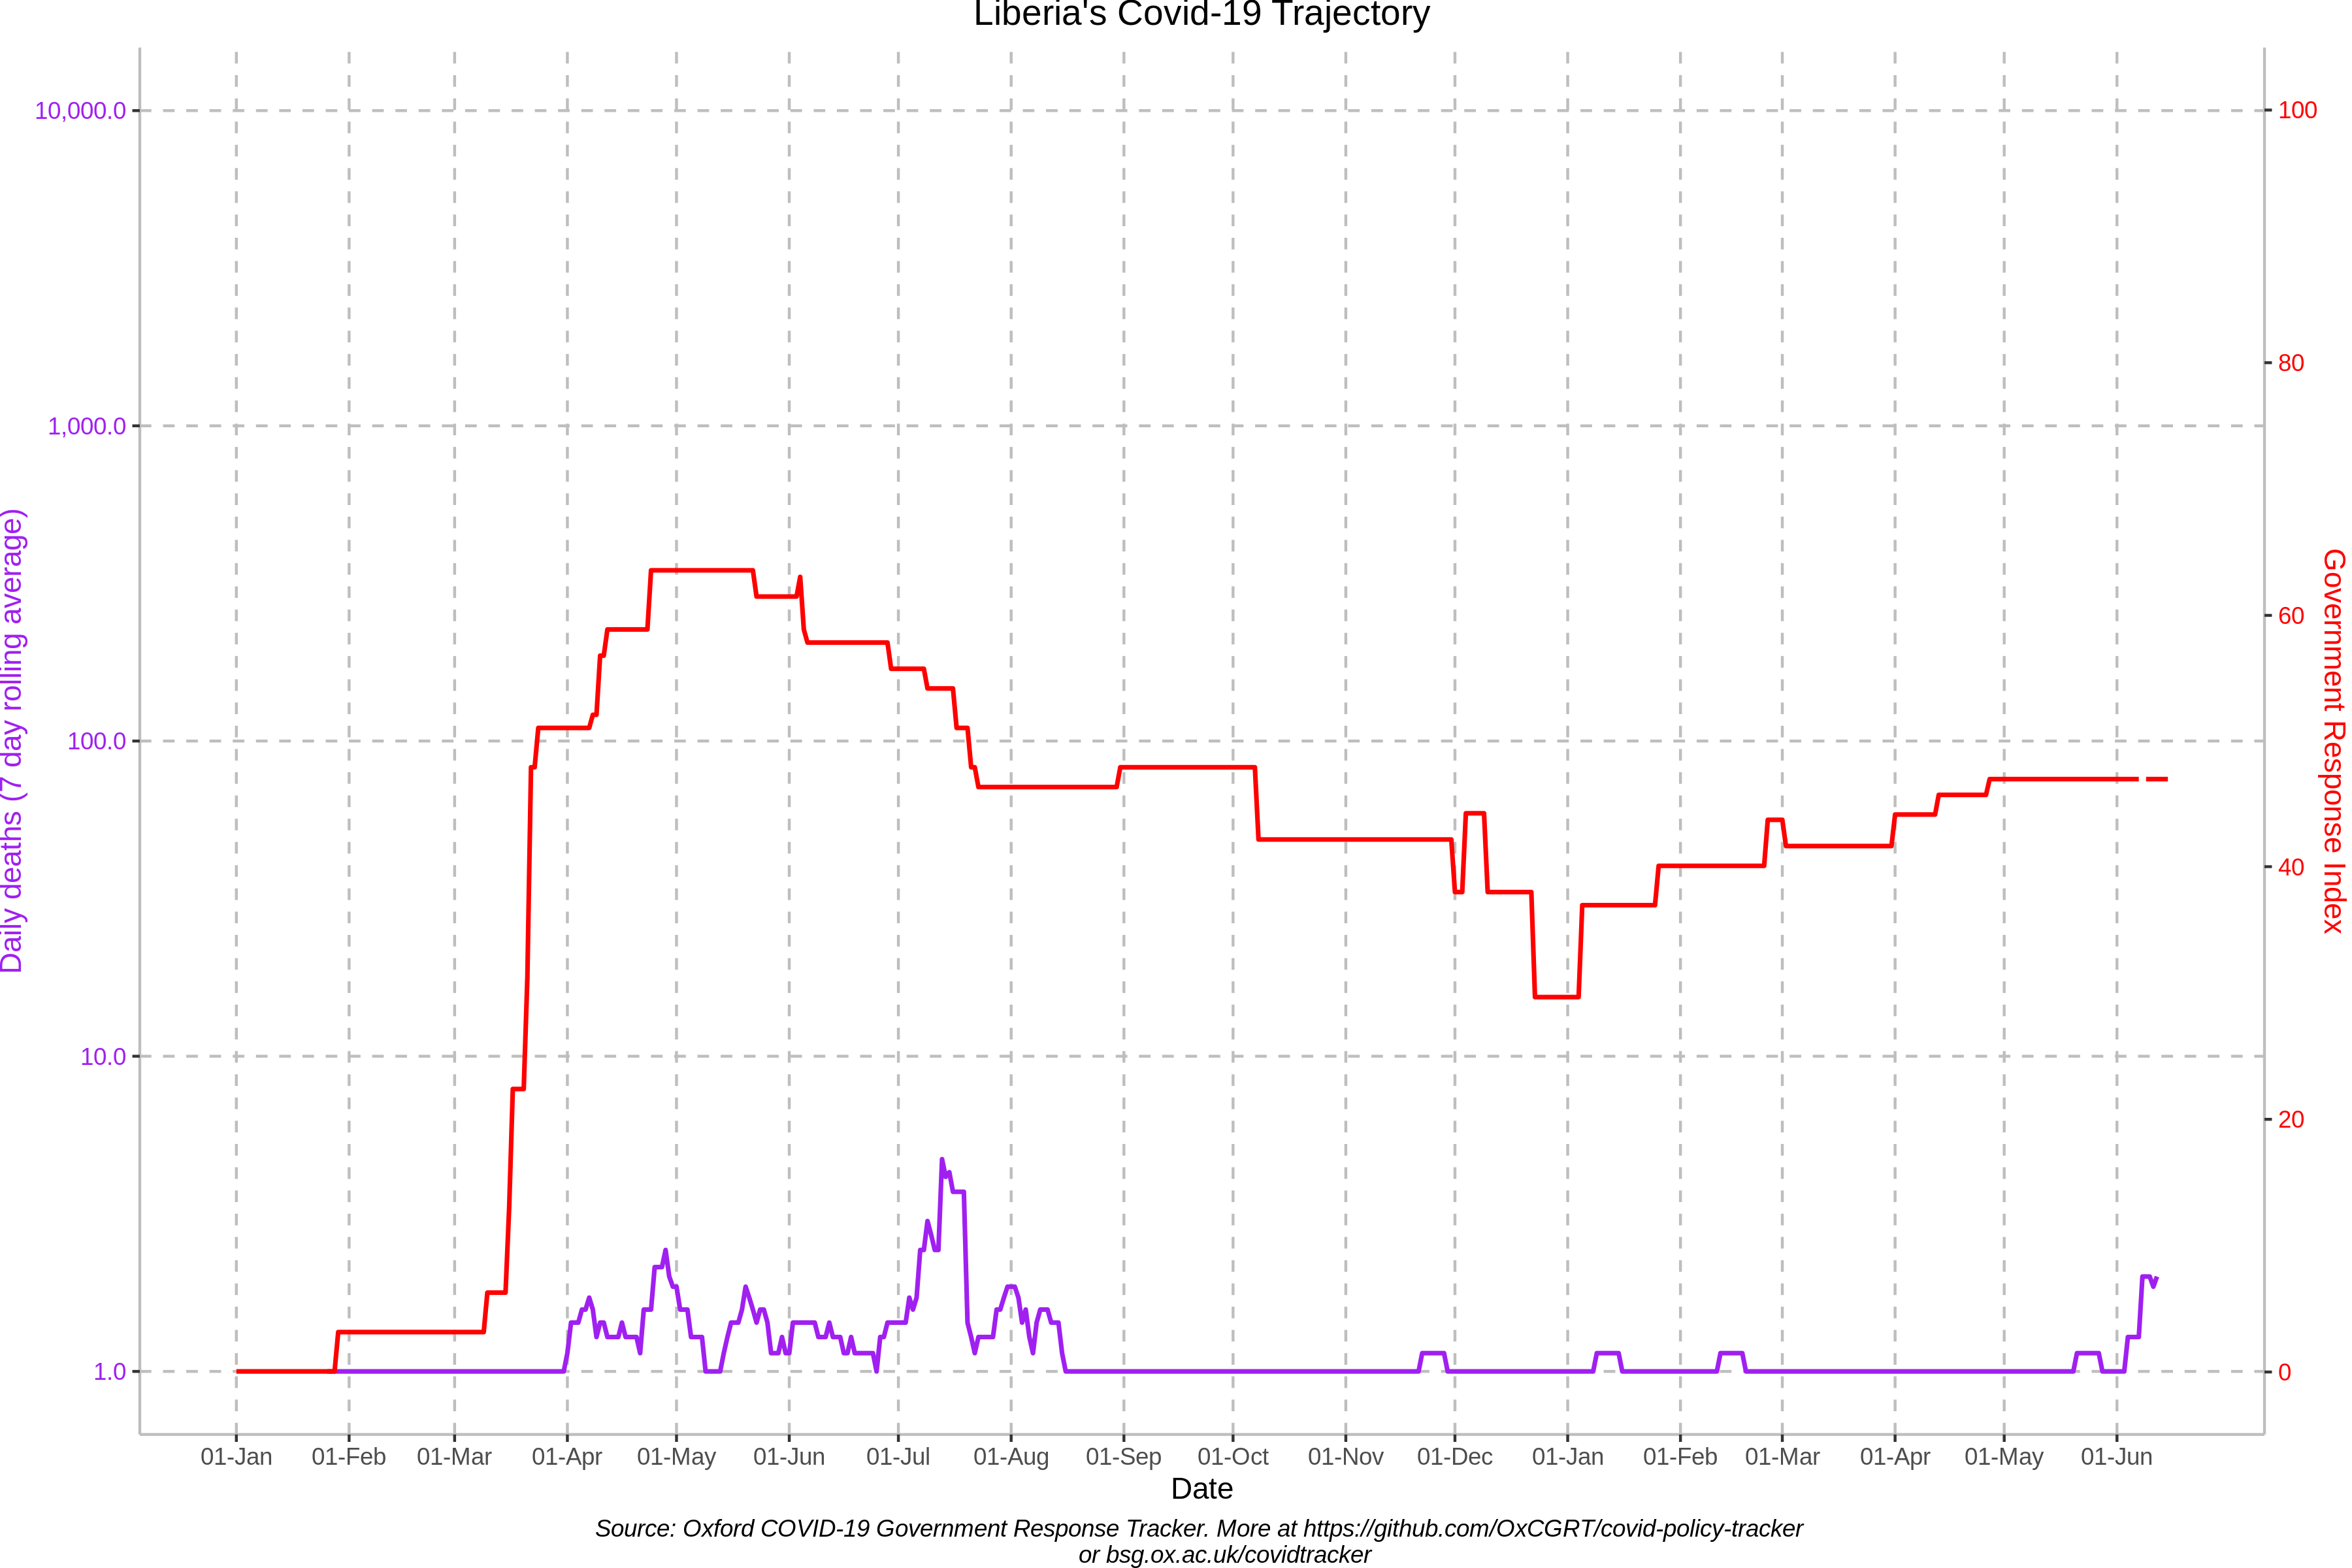 Liberia's Covid-19 Trajectory
Daily deaths (7 day rolling average)
10,000.0
1,000.0
100.0
10.0
1.0
100
80
60
40
20
0
Government Response Index
01-Jan 01-Feb 01-Mar 01-Apr 01-May 01-Jun 01-Jul 01-Aug 01-Sep 01-Oct 01-Nov 01-Dec 01-Jan 01-Feb 01-Mar 01-Apr 01-May 01-Jun
Date
Source: Oxford COVID-19 Government Response Tracker. More at https://github.com/OxCGRT/covid-policy-tracker
or bsg.ox.ac.uk/covidtracker